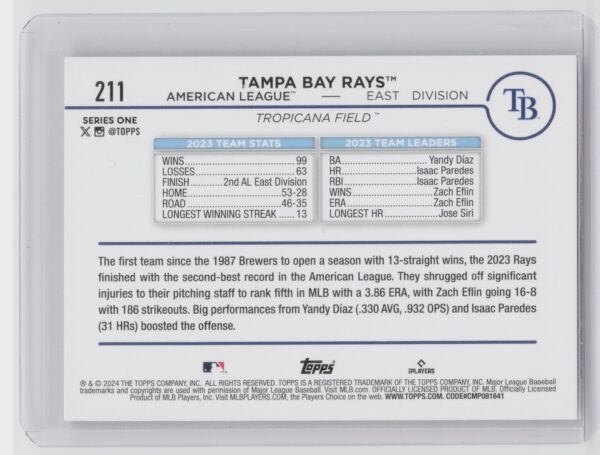 211
TAMPA BAY RAYS™
AMERICAN LEAGUE™ — EAST DIVISION
TB
SERIES ONE
X @TOPPS
TROPICANA FIELD™
2023 TEAM STATS
WINS 99
LOSSES 63
FINISH 2nd AL East Division
HOME 53-28
ROAD 46-35
LONGEST WINNING STREAK 13
2023 TEAM LEADERS
BA Yandy Díaz
HR Isaac Paredes
RBI Isaac Paredes
WINS Zach Eflin
ERA Zach Eflin
LONGEST HR Jose Siri
The first team since the 1987 Brewers to open a season with 13-straight wins, the 2023 Rays
finished with the second-best record in the American League. They shrugged off significant
injuries to their pitching staff to rank fifth in MLB with a 3.86 ERA, with Zach Eflin going 16-8
with 186 strikeouts. Big performances from Yandy Díaz (.330 AVG, .932 OPS) and Isaac Paredes
(31 HRs) boosted the offense.
Topps
PLAYERS
® & © 2024 THE TOPPS COMPANY, INC. ALL RIGHTS RESERVED. TOPPS IS A REGISTERED TRADEMARK OF THE TOPPS COMPANY, INC. Major League Baseball
trademarks and copyrights are used with permission of Major League Baseball. Visit MLB.com. OFFICIALLY LICENSED PRODUCT OF MLB. Officially Licensed
Product of MLB Players, Inc. Visit MLBPLAYERS.COM, the Players Choice on the web. WWW.TOPPS.COM. CODE#CMP081641